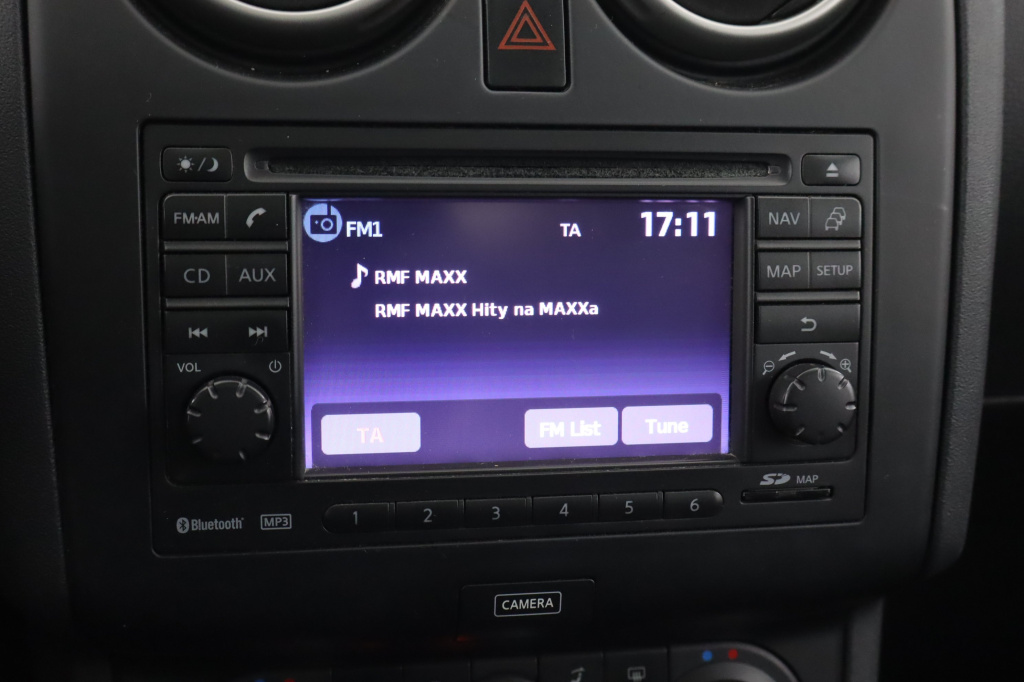 FM·AM
CD
AUX
VOL
FM1
TA
17:11
RMF MAXX
RMF MAXX Hity na MAXXa
TA
FM List
Tune
NAV
MAP
SETUP
SD
MAP
Bluetooth
MP3
1
2
3
4
5
6
CAMERA